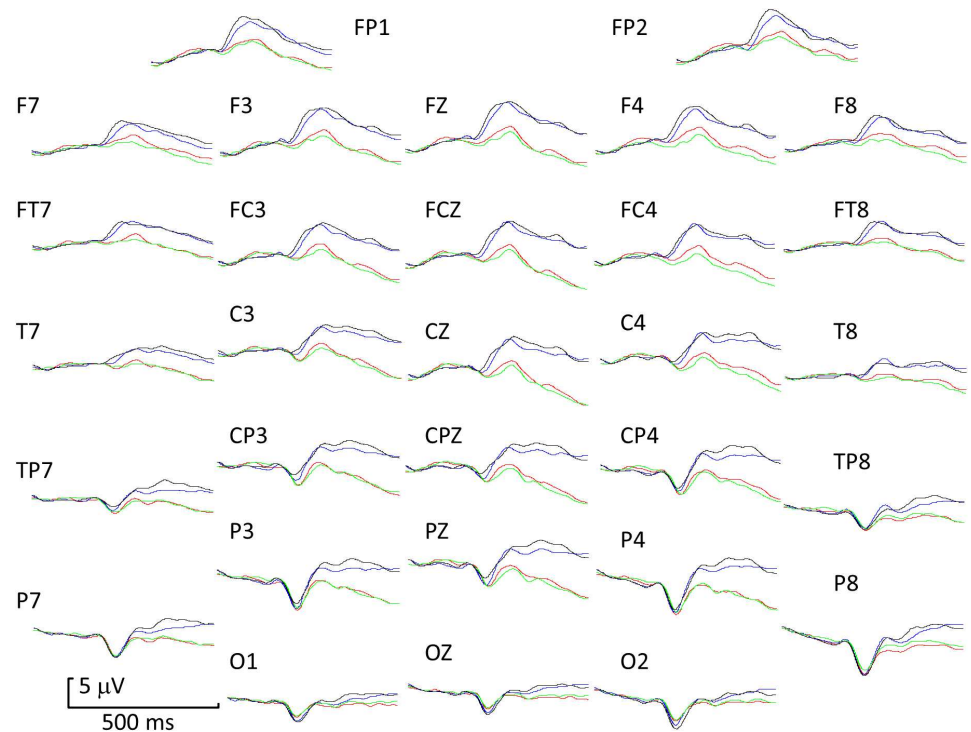 FP1 FP2
F7 F3 FZ F4 F8
FT7 FC3 FCZ FC4 FT8
T7 C3 CZ C4 T8
TP7 CP3 CPZ CP4 TP8
P7 P3 PZ P4 P8
O1 OZ O2
5 μV
500 ms